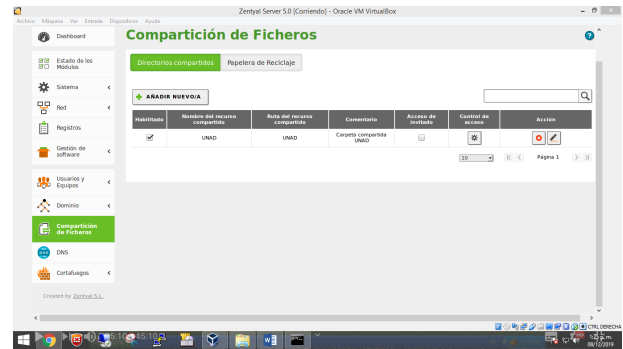 Zentyal Server 5.0 [Corriendo] - Oracle VM VirtualBox
Archivo Máquina Ver Entrada Dispositivos Ayuda
Dashboard
Estado de los
Módulos
Sistema
Red
Registros
Gestión de
software
Usuarios y
Equipos
Dominio
Compartición
de Ficheros
DNS
Cortafuegos
Created by Zentyal S.L.
Compartición de Ficheros
Directorios compartidos Papelera de Reciclaje
AÑADIR NUEVO/A
Habilitado Nombre del recurso compartido Ruta del recurso compartido Comentario Acceso de invitado Control de acceso Acción
UNAD UNAD Carpeta compartida UNAD
10 Página 1
CTRL DERECHA
08/12/2019